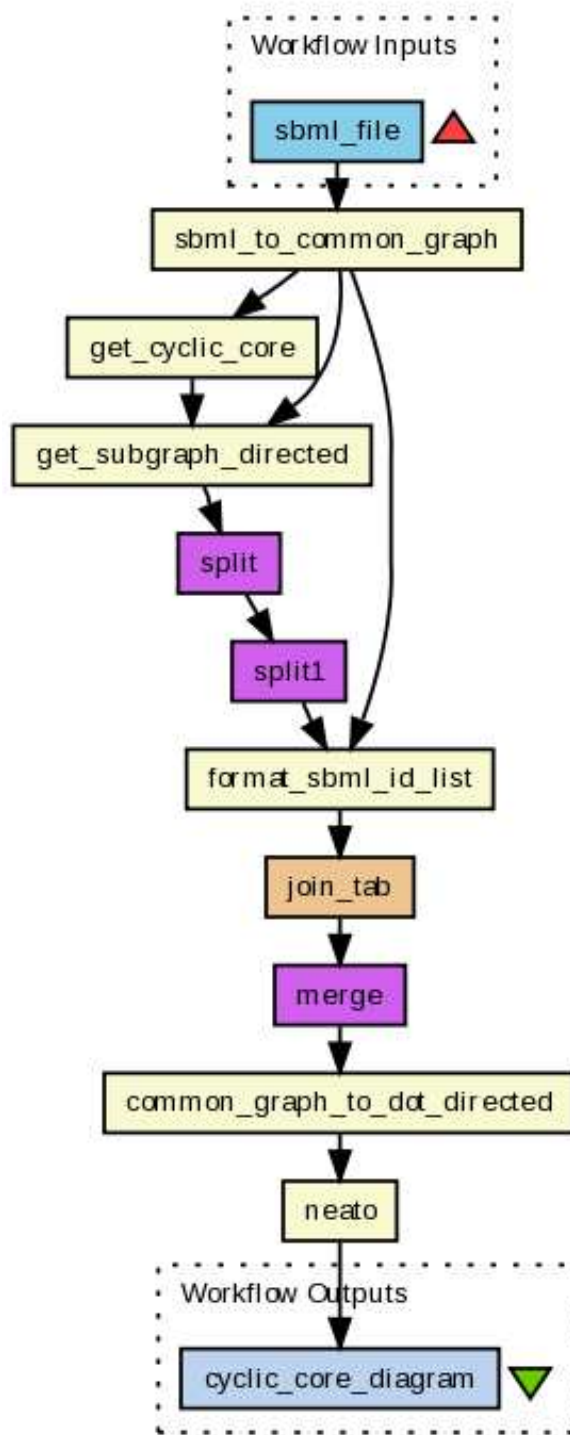 Workflow Inputs
sbml_file
sbml_to_common_graph
get_cyclic_core
get_subgraph_directed
split
split1
format_sbml_id_list
join_tab
merge
common_graph_to_dot_directed
neato
Workflow Outputs
cyclic_core_diagram